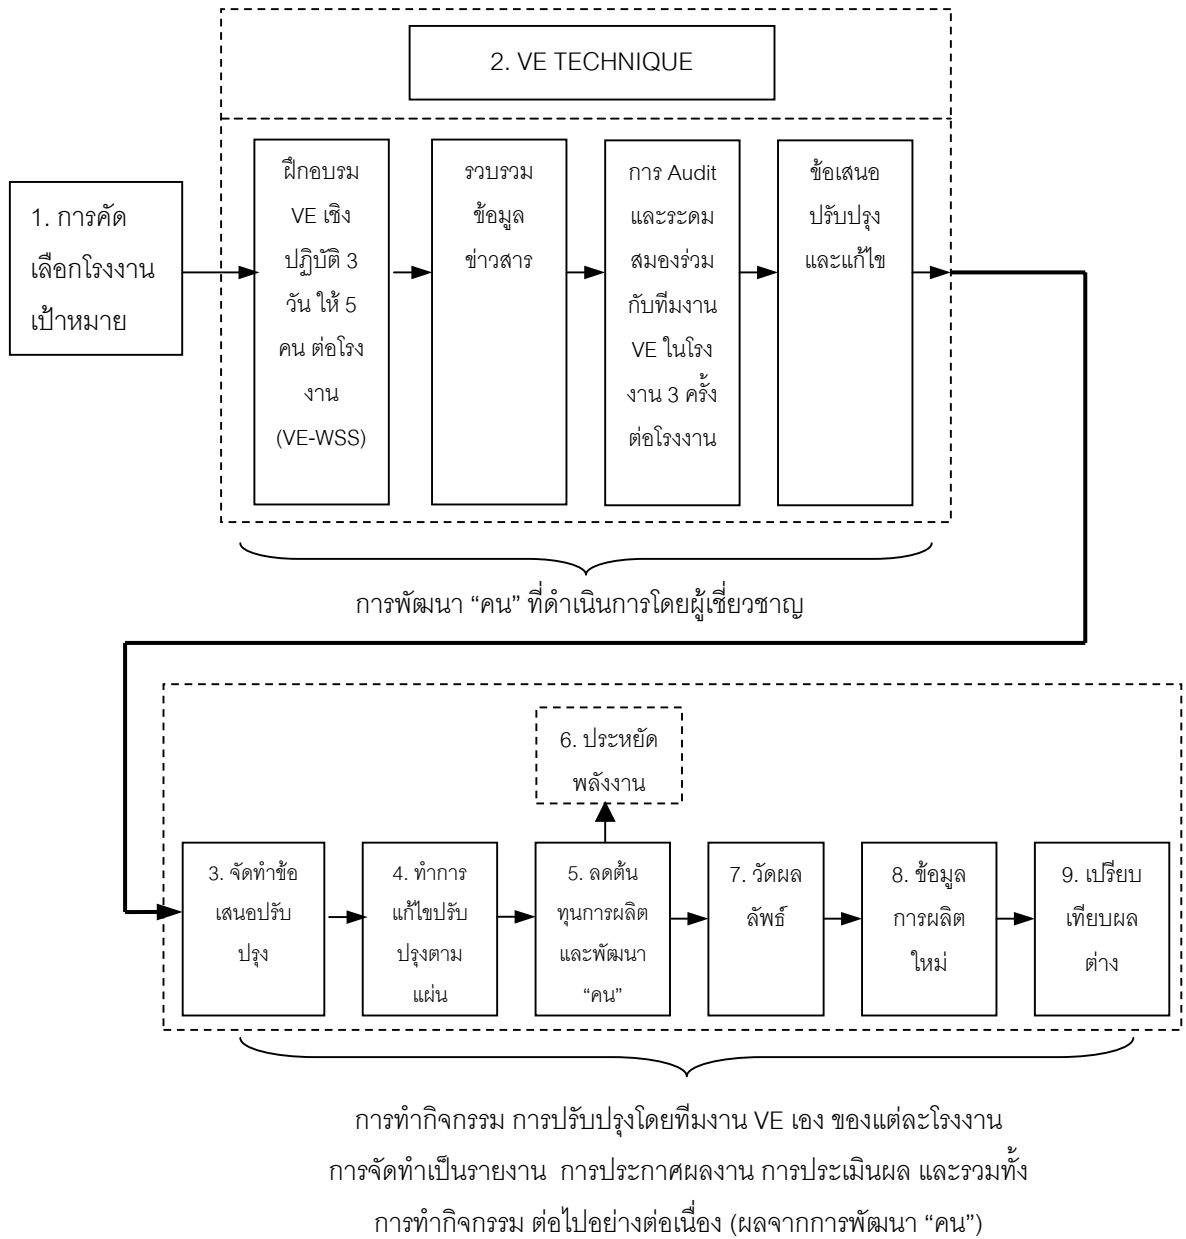 2. VE TECHNIQUE
1. การคัด
เลือกโรงงาน
เป้าหมาย
ฝึกอบรม
VE เชิง
ปฏิบัติ 3
วัน ให้ 5
คน ต่อโรง
งาน
(VE-WSS)
รวบรวม
ข้อมูล
ข่าวสาร
การ Audit
และระดม
สมองร่วม
กับทีมงาน
VE ในโรง
งาน 3 ครั้ง
ต่อโรงงาน
ข้อเสนอ
ปรับปรุง
และแก้ไข
การพัฒนา “คน” ที่ดำเนินการโดยผู้เชี่ยวชาญ
6. ประหยัด
พลังงาน
3. จัดทำข้อ
เสนอปรับ
ปรุง
4. ทำการ
แก้ไขปรับ
ปรุงตาม
แผ่น
5. ลดต้น
ทุนการผลิต
และพัฒนา
“คน”
7. วัดผล
ลัพธ์
8. ข้อมูล
การผลิต
ใหม่
9. เปรียบ
เทียบผล
ต่าง
การทำกิจกรรม การปรับปรุงโดยทีมงาน VE เอง ของแต่ละโรงงาน
การจัดทำเป็นรายงาน การประกาศผลงาน การประเมินผล และรวมทั้ง
การทำกิจกรรม ต่อไปอย่างต่อเนื่อง (ผลจากการพัฒนา “คน”)